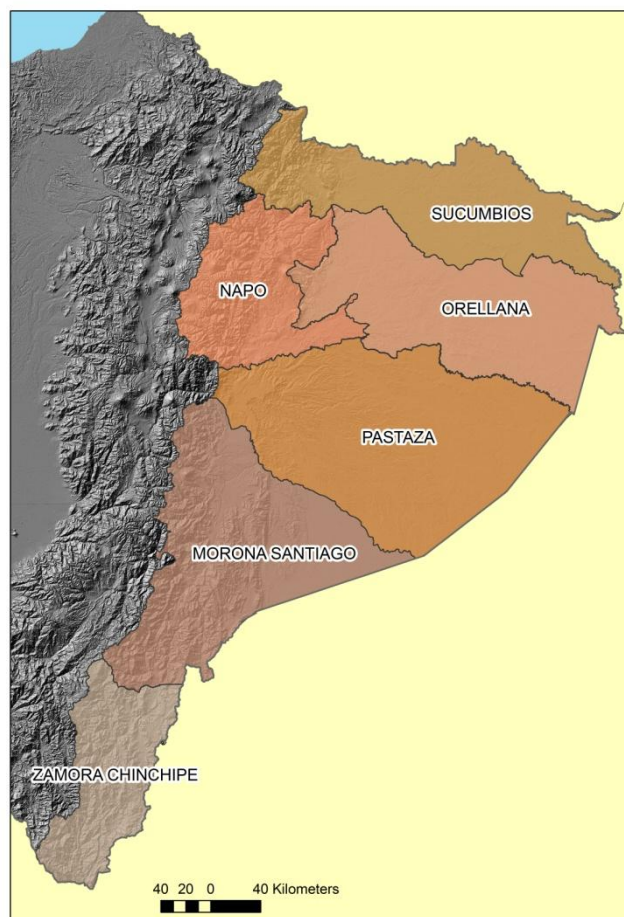 SUCUMBIOS
NAPO
ORELLANA
PASTAZA
MORONA SANTIAGO
ZAMORA CHINCHIPE
40 20 0 40 Kilometers